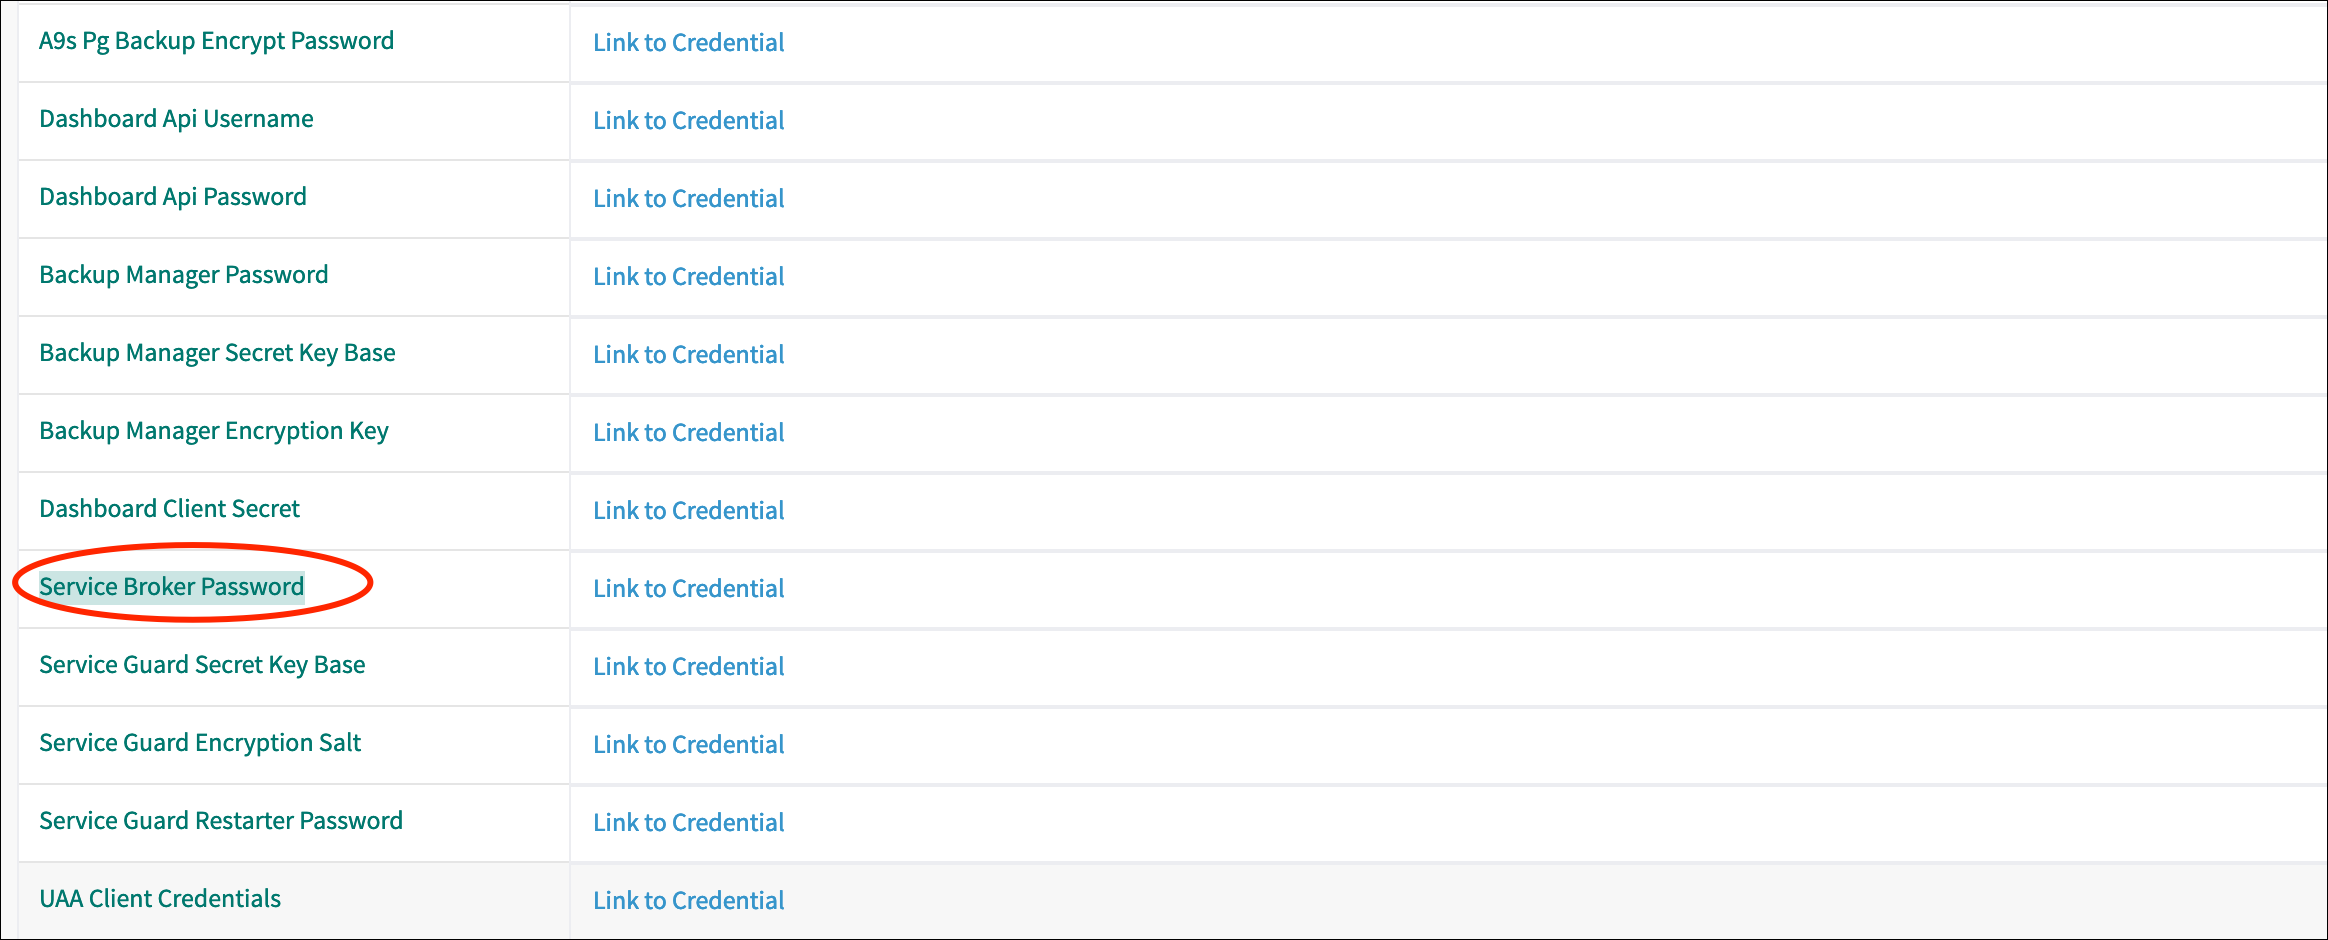 A9s Pg Backup Encrypt Password Link to Credential
Dashboard Api Username Link to Credential
Dashboard Api Password Link to Credential
Backup Manager Password Link to Credential
Backup Manager Secret Key Base Link to Credential
Backup Manager Encryption Key Link to Credential
Dashboard Client Secret Link to Credential
Service Broker Password Link to Credential
Service Guard Secret Key Base Link to Credential
Service Guard Encryption Salt Link to Credential
Service Guard Restarter Password Link to Credential
UAA Client Credentials Link to Credential